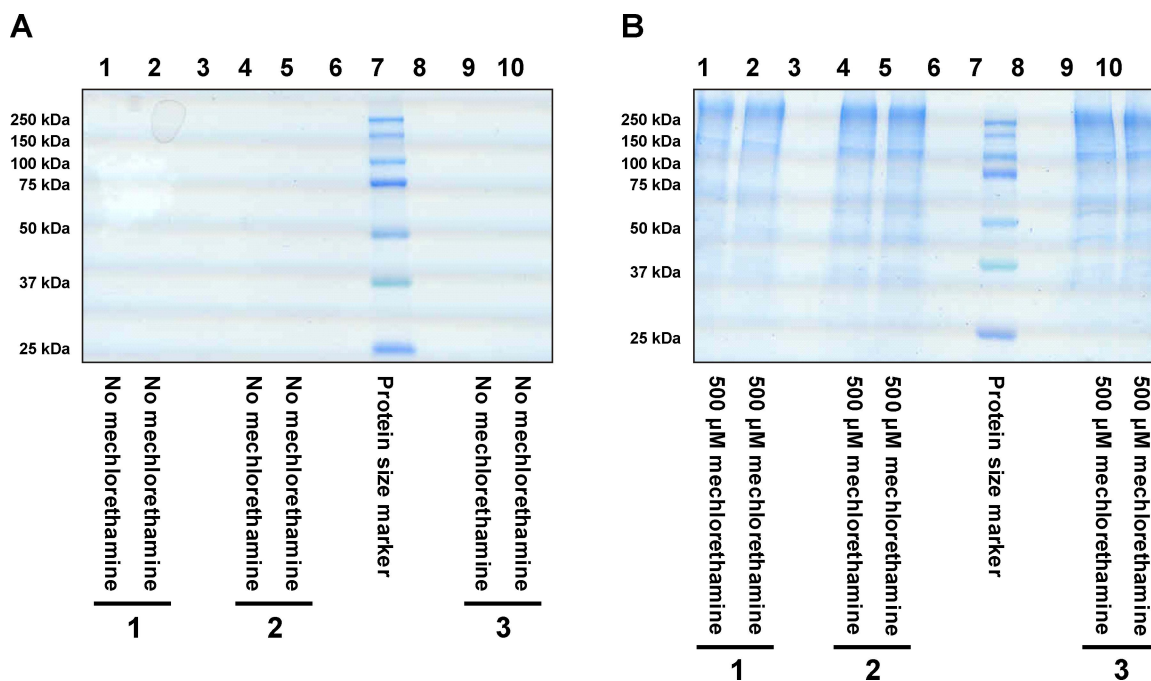 A
1 2 3 4 5 6 7 8 9 10
250 kDa
150 kDa
100 kDa
75 kDa
50 kDa
37 kDa
25 kDa
No mechlorethamine
No mechlorethamine
No mechlorethamine
No mechlorethamine
Protein size marker
No mechlorethamine
No mechlorethamine
1
2
3
B
1 2 3 4 5 6 7 8 9 10
250 kDa
150 kDa
100 kDa
75 kDa
50 kDa
37 kDa
25 kDa
500 µM mechlorethamine
500 µM mechlorethamine
500 µM mechlorethamine
500 µM mechlorethamine
Protein size marker
500 µM mechlorethamine
500 µM mechlorethamine
1
2
3